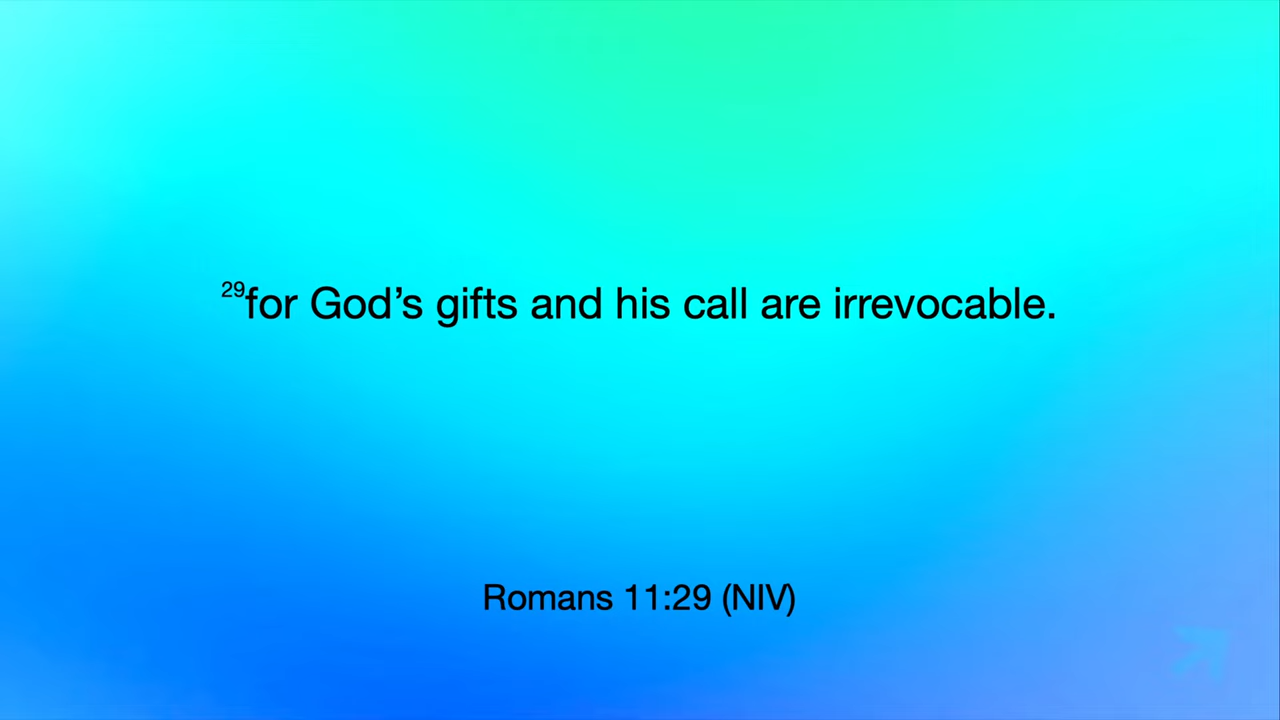 29for God’s gifts and his call are irrevocable.
Romans 11:29 (NIV)